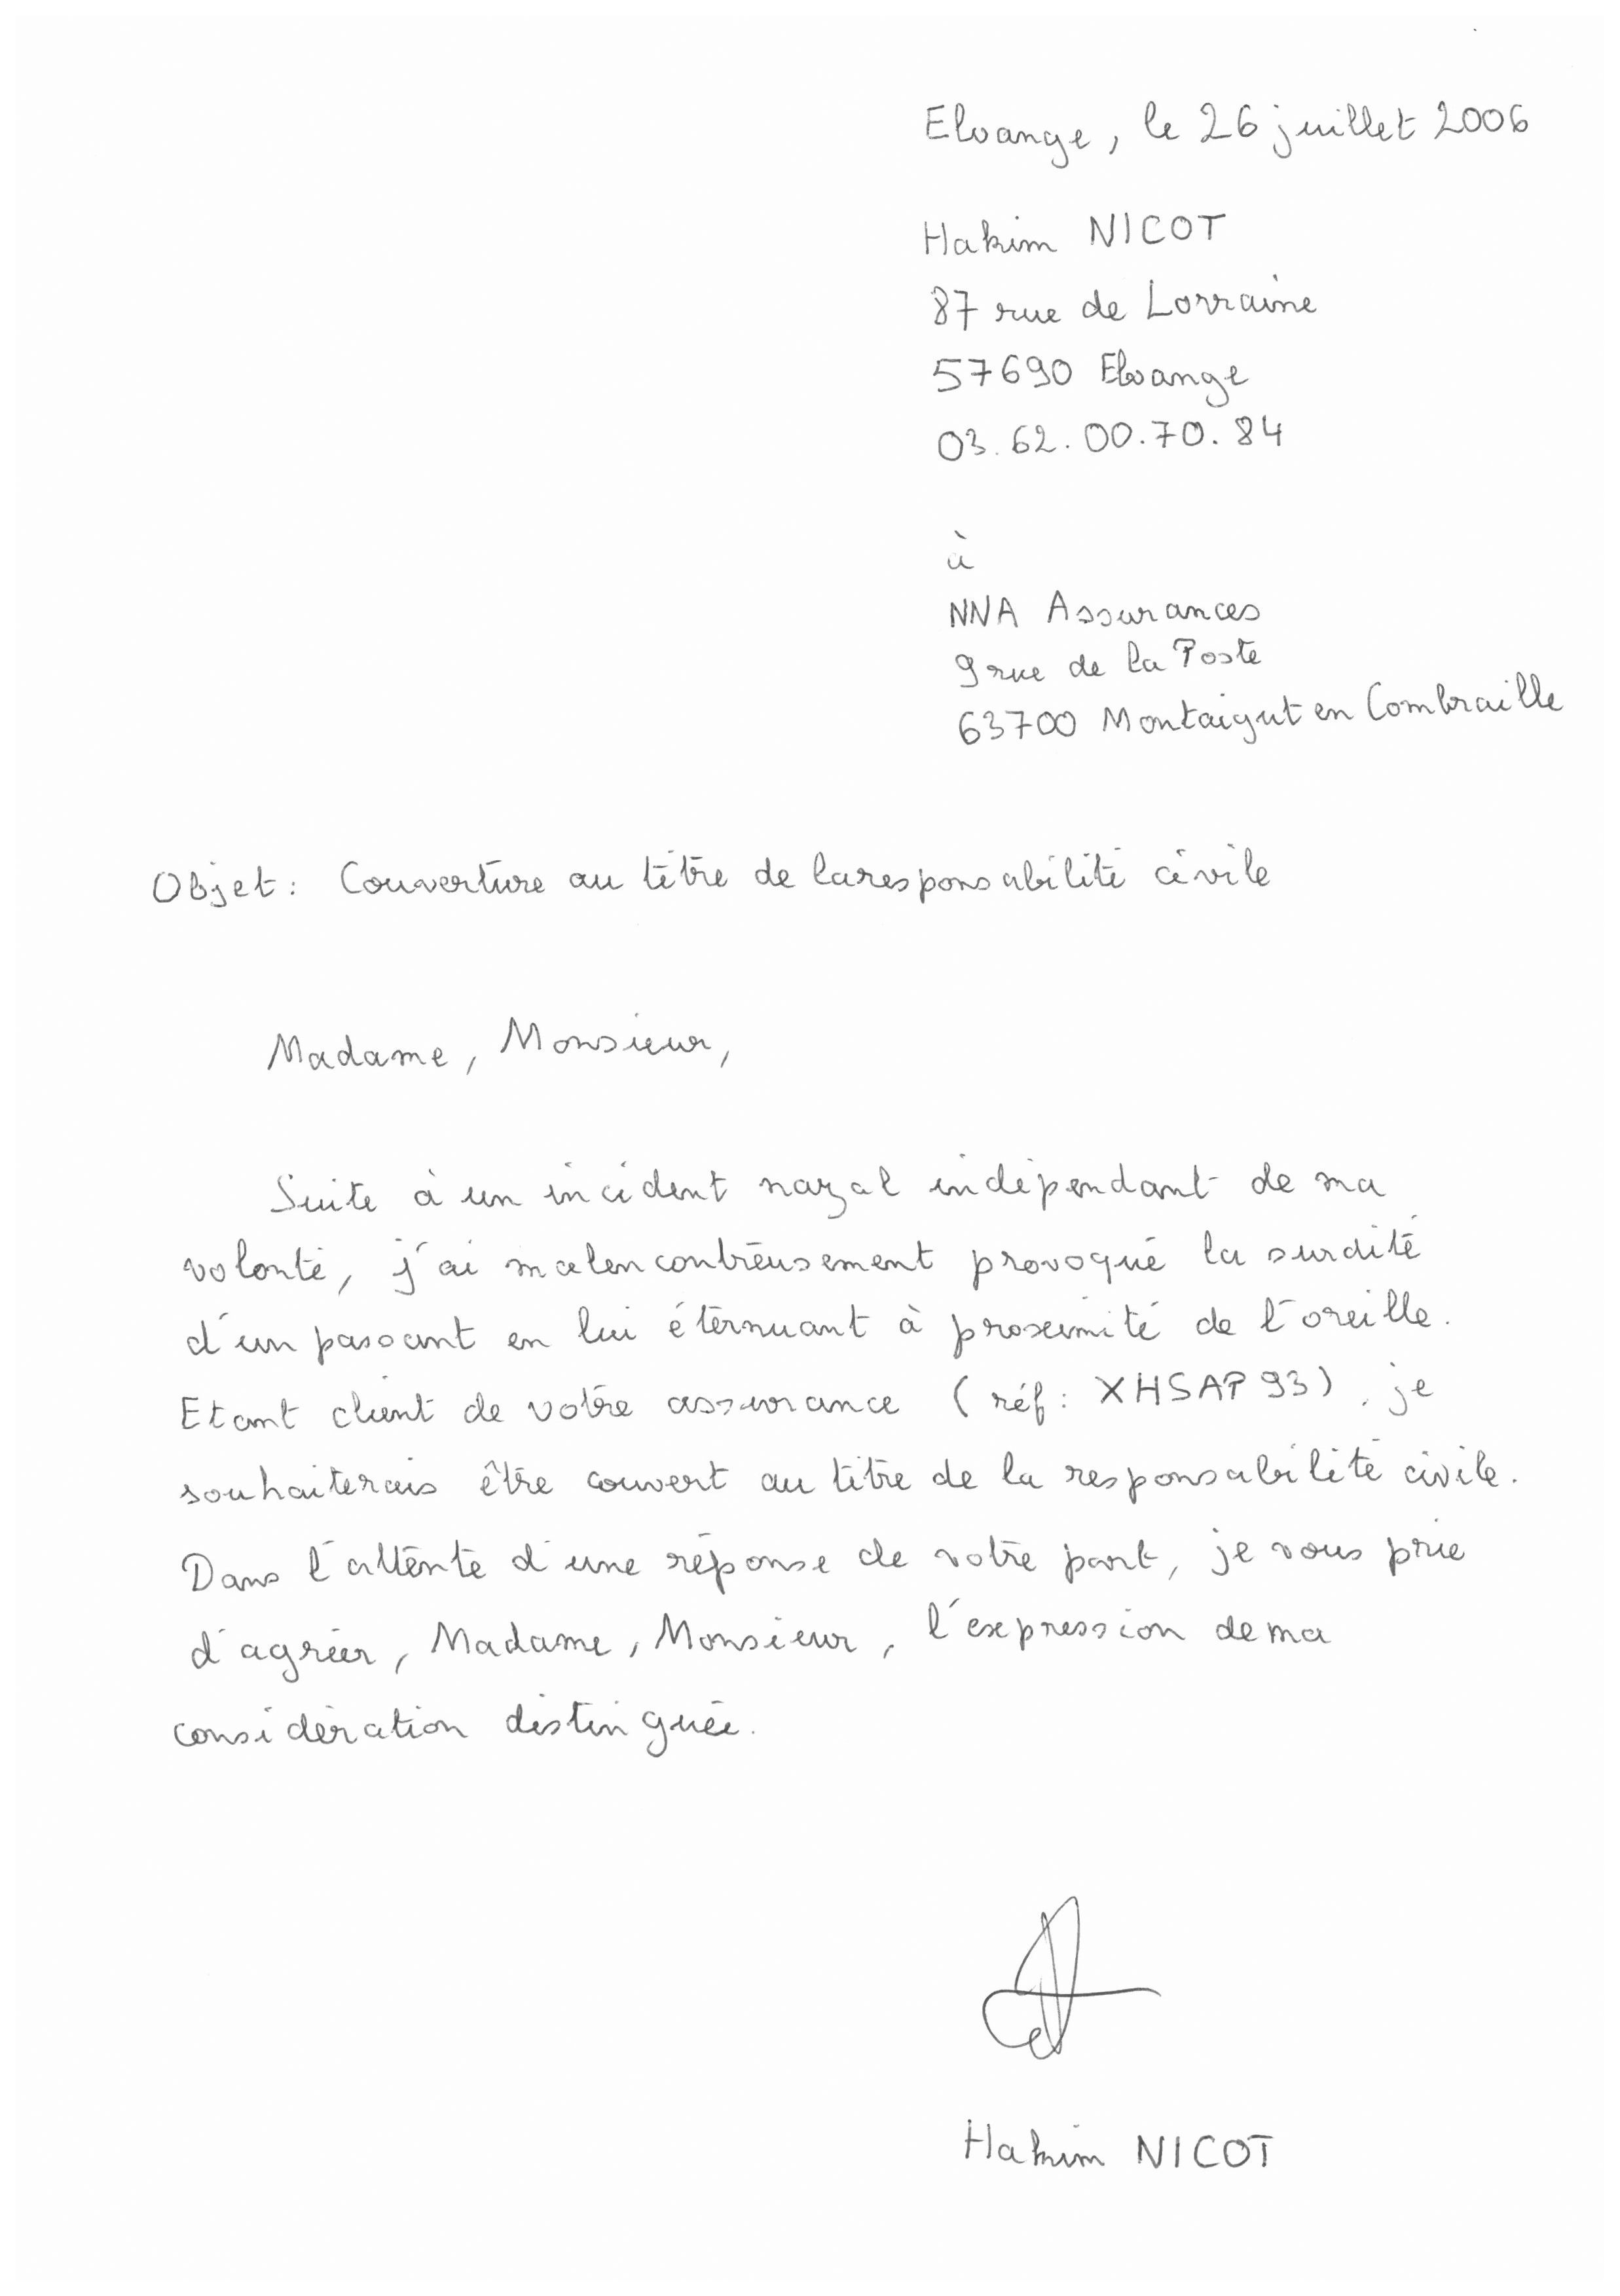 Elvange, le 26 juillet 2006
Hakim NICOT
87 rue de Lorraine
57690 Elvange
03.62.00.70.84
à
NNA Assurances
9 rue de la Poste
63700 Montaigut en Combraille
Objet : Couverture au titre de la responsabilité civile
Madame, Monsieur,
Suite à un incident nazal indépendant de ma
volonté, j'ai malencontreusement provoqué la surdité
d'un passant en lui éternuant à proximité de l'oreille.
Etant client de votre assurance (réf : XHSAP93), je
souhaiterais être couvert au titre de la responsabilité civile.
Dans l'attente d'une réponse de votre part, je vous prie
d'agréer, Madame, Monsieur, l'expression de ma
considération distinguée.
Hakim NICOT